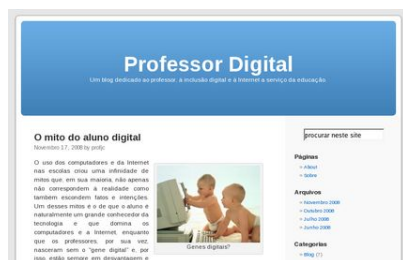 Professor Digital
Um blog dedicado ao professor, à inclusão digital e à Internet a serviço da educação.
O mito do aluno digital
Novembro 17, 2008 by profjc
O uso dos computadores e da Internet
nas escolas criou uma infinidade de
mitos que, em sua maioria, não apenas
não correspondem à realidade como
também escondem fatos e intenções.
Um desses mitos é o de que o aluno é
naturalmente um grande conhecedor da
tecnologia e que domina os
computadores e a Internet enquanto
que os professores, por sua vez,
nasceram sem o "gene digital" e, por
isso, estão sempre em desvantagem e
Genes digitais?
procurar neste site
Páginas
» About
» Sobre
Arquivos
» Novembro 2008
» Outubro 2008
» Julho 2008
» Junho 2008
Categorias
» Blog (1)